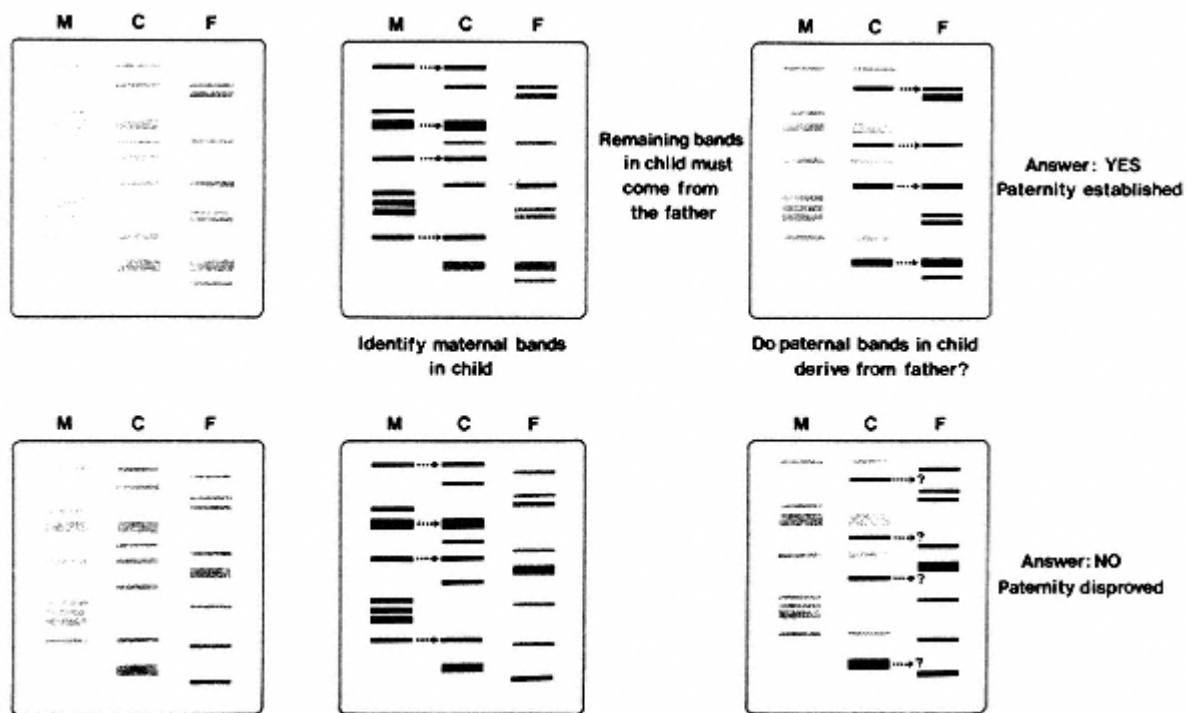 M C F
M C F
M C F
Remaining bands
in child must
come from
the father
Answer: YES
Paternity established
Identify maternal bands
in child
Do paternal bands in child
derive from father?
M C F
M C F
M C F
?
?
?
?
Answer: NO
Paternity disproved